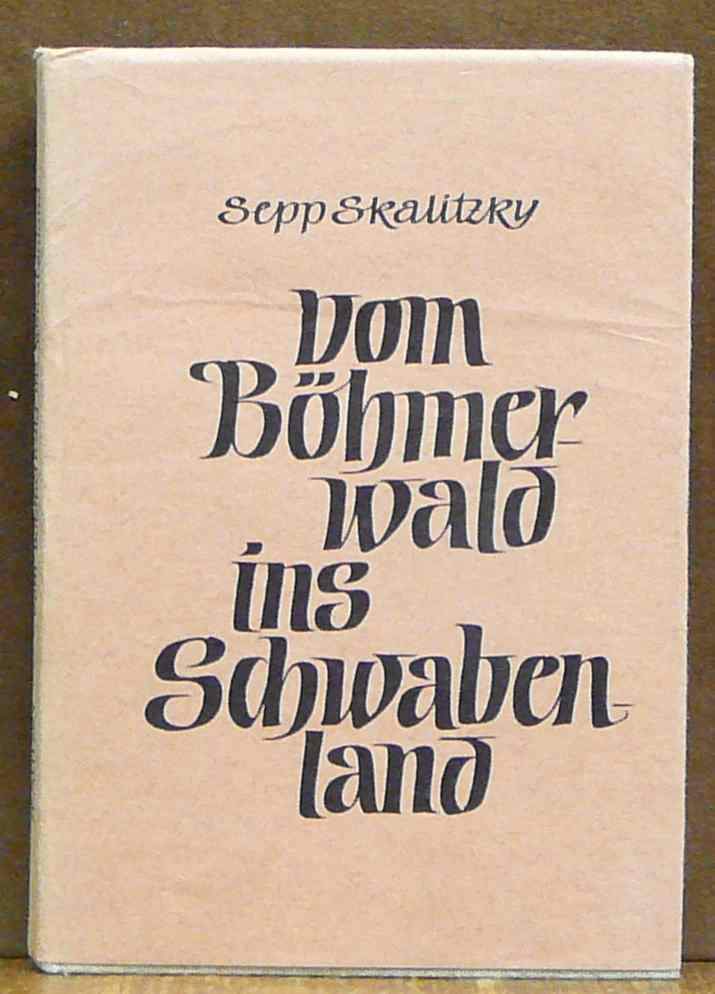 Sepp Skalitzky
vom
Böhmer-
wald
ins
Schwaben-
land